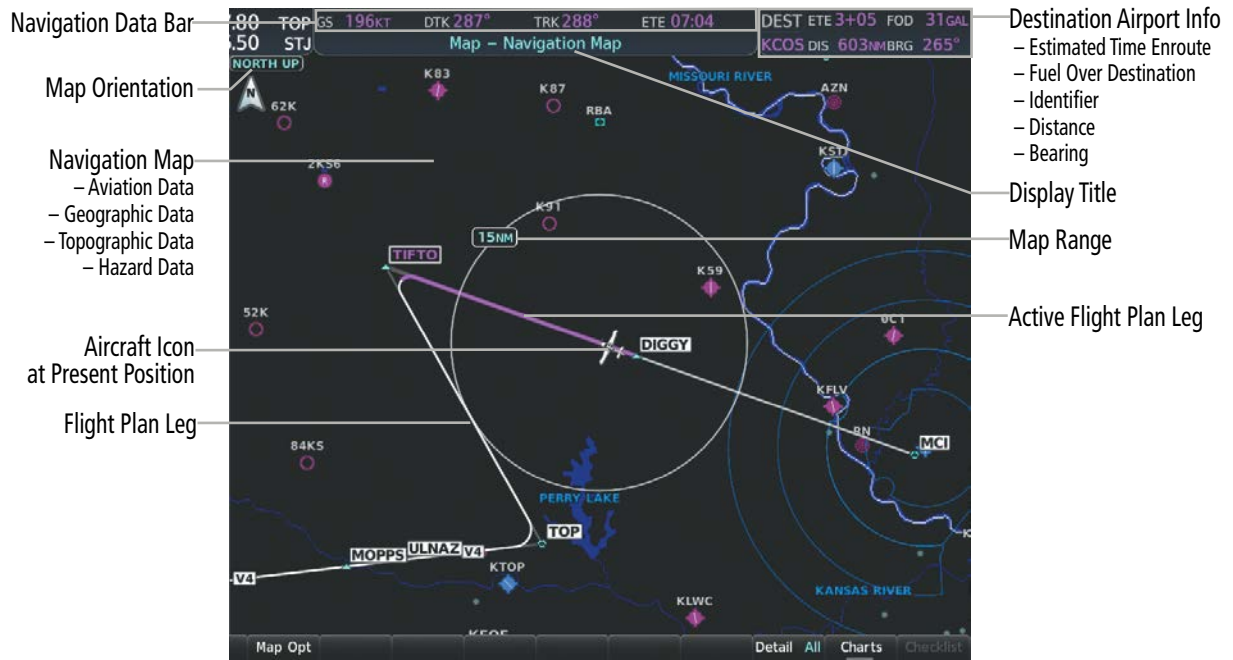 Navigation Data Bar
Map Orientation
Navigation Map
– Aviation Data
– Geographic Data
– Topographic Data
– Hazard Data
Aircraft Icon
at Present Position
Flight Plan Leg
.80 TOP
.50 STJ
GS 196KT DTK 287° TRK 288° ETE 07:04
Map – Navigation Map
DEST ETE 3+05 FOD 31GAL
KCOS DIS 603NM BRG 265°
NORTH UP
N
K83
MISSOURI RIVER
62K
K87
AZN
RBA
2KS6
R
KSTJ
K91
15NM
TIFTO
K59
52K
DIGGY
0C1
KFLV
RN
MCI
84KS
PERRY LAKE
TOP
MOPPS ULNAZ V4
V4
KTOP
KANSAS RIVER
KLWC
K
Map Opt
Detail All Charts Checklist
Destination Airport Info
– Estimated Time Enroute
– Fuel Over Destination
– Identifier
– Distance
– Bearing
Display Title
Map Range
Active Flight Plan Leg